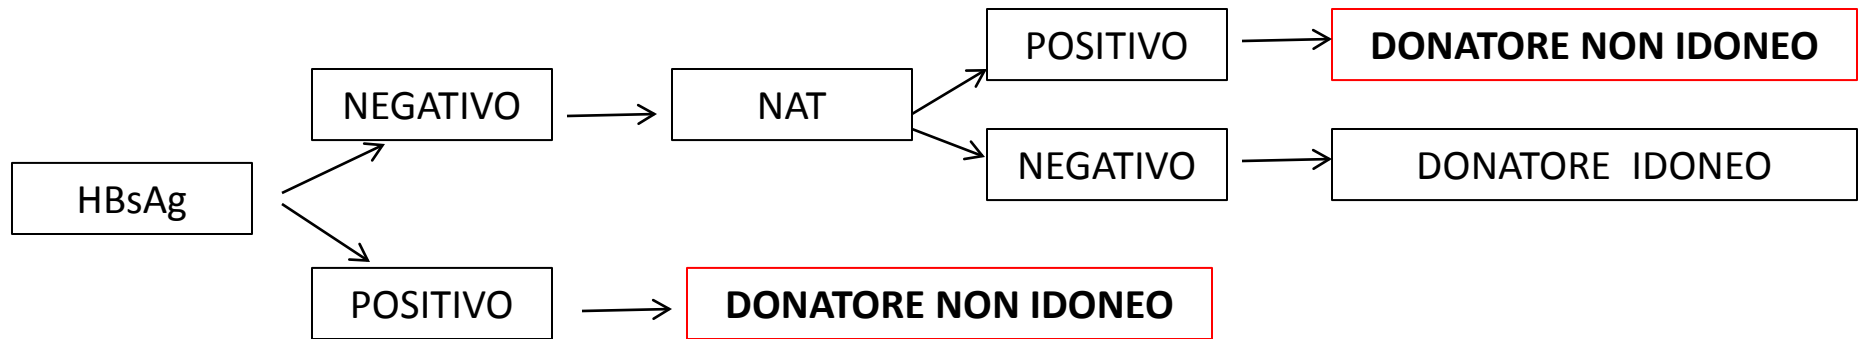 POSITIVO
DONATORE NON IDONEO
NEGATIVO
NAT
NEGATIVO
DONATORE IDONEO
HBsAg
POSITIVO
DONATORE NON IDONEO